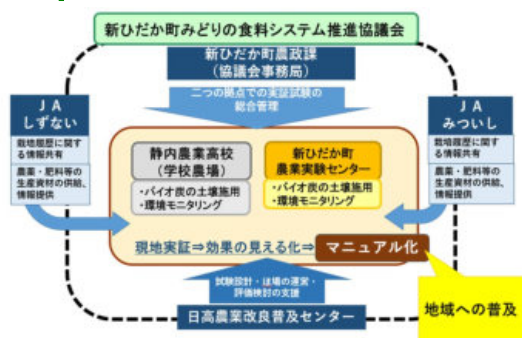 新ひだか町みどりの食料システム推進協議会
新ひだか町農政課
(協議会事務局)
二つの拠点での実証試験の
総合管理
JA
しずない
栽培履歴に関す
る情報共有
農薬・肥料等の
生産資材の供給、
情報提供
静内農業高校
(学校農場)
・バイオ炭の土壌施用
・環境モニタリング
新ひだか町
農業実験センター
・バイオ炭の土壌施用
・環境モニタリング
JA
みついし
栽培履歴に関す
る情報共有
農薬・肥料等の
生産資材の供給、
情報提供
現地実証⇒効果の見える化⇒
マニュアル化
試験設計・ほ場の運営・
評価検討の支援
日高農業改良普及センター
地域への普及